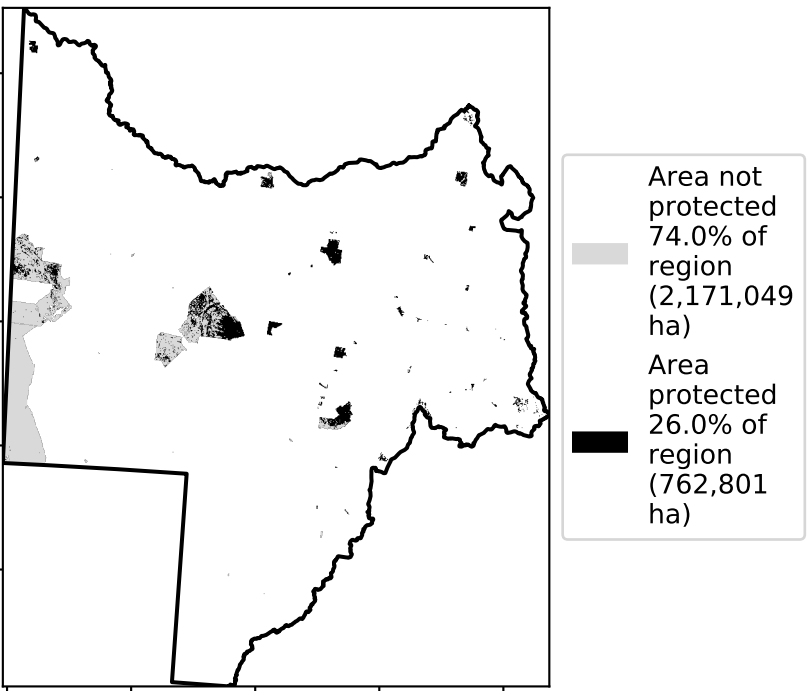 Area not
protected
74.0% of
region
(2,171,049
ha)
Area
protected
26.0% of
region
(762,801
ha)